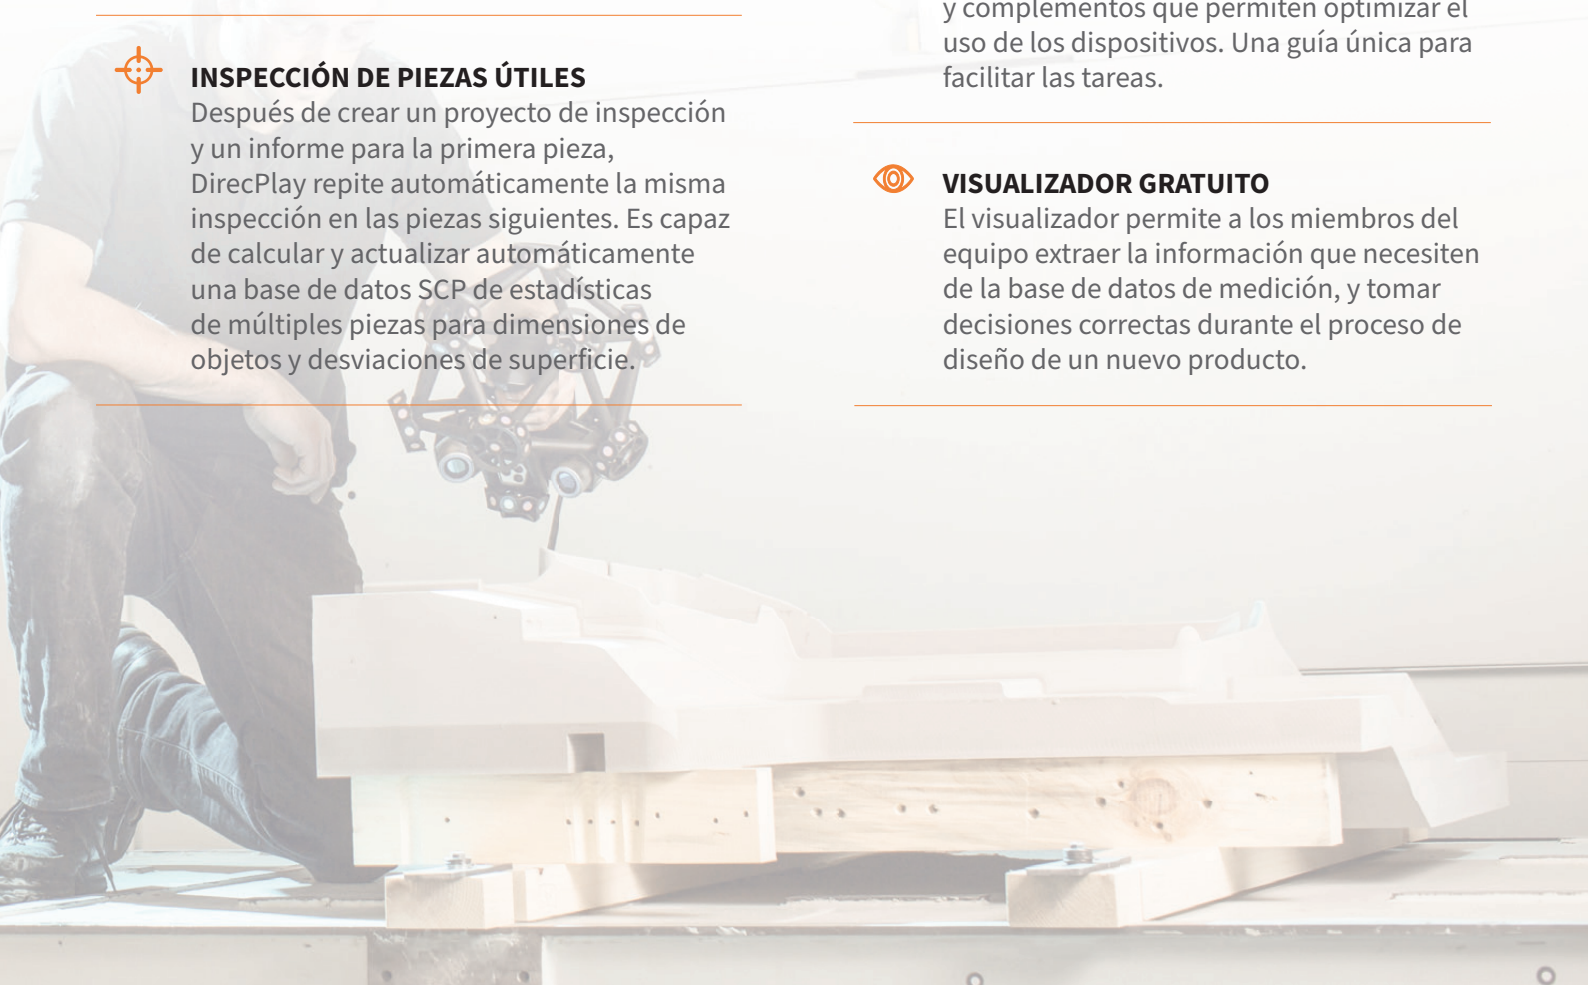 INSPECCIÓN DE PIEZAS ÚTILES
Después de crear un proyecto de inspección
y un informe para la primera pieza,
DirecPlay repite automáticamente la misma
inspección en las piezas siguientes. Es capaz
de calcular y actualizar automáticamente
una base de datos SCP de estadísticas
de múltiples piezas para dimensiones de
objetos y desviaciones de superficie.
y complementos que permiten optimizar el
uso de los dispositivos. Una guía única para
facilitar las tareas.
VISUALIZADOR GRATUITO
El visualizador permite a los miembros del
equipo extraer la información que necesiten
de la base de datos de medición, y tomar
decisiones correctas durante el proceso de
diseño de un nuevo producto.